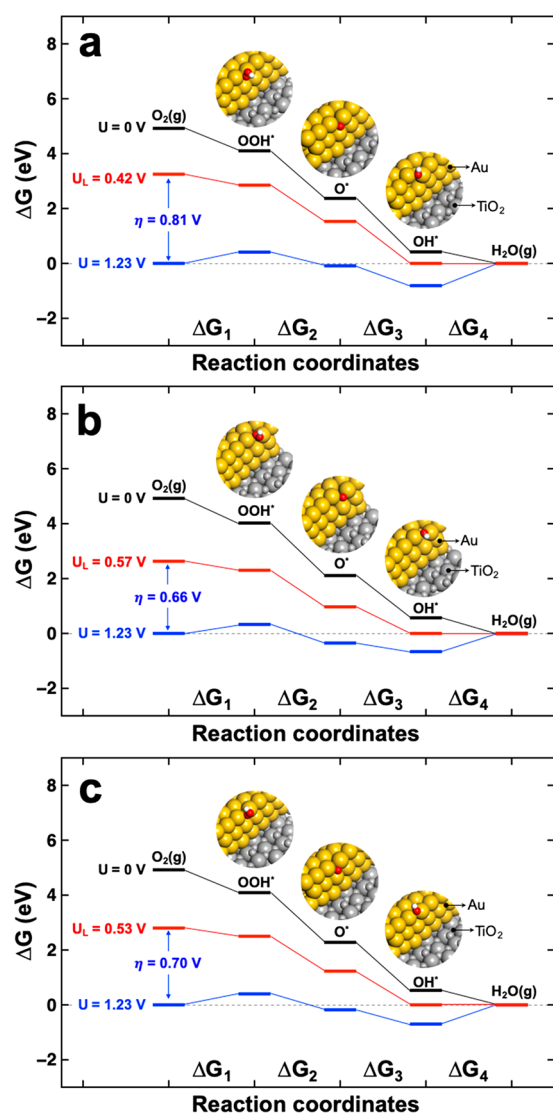 a
8
6
4
2
0
−2
ΔG (eV)
O₂(g)
U = 0 V
OOH*
O*
OH*
H₂O(g)
Au
TiO₂
U_L = 0.42 V
η = 0.81 V
U = 1.23 V
ΔG₁ ΔG₂ ΔG₃ ΔG₄
Reaction coordinates
b
8
6
4
2
0
−2
ΔG (eV)
O₂(g)
U = 0 V
OOH*
O*
OH*
H₂O(g)
Au
TiO₂
U_L = 0.57 V
η = 0.66 V
U = 1.23 V
ΔG₁ ΔG₂ ΔG₃ ΔG₄
Reaction coordinates
c
8
6
4
2
0
−2
ΔG (eV)
O₂(g)
U = 0 V
OOH*
O*
OH*
H₂O(g)
Au
TiO₂
U_L = 0.53 V
η = 0.70 V
U = 1.23 V
ΔG₁ ΔG₂ ΔG₃ ΔG₄
Reaction coordinates